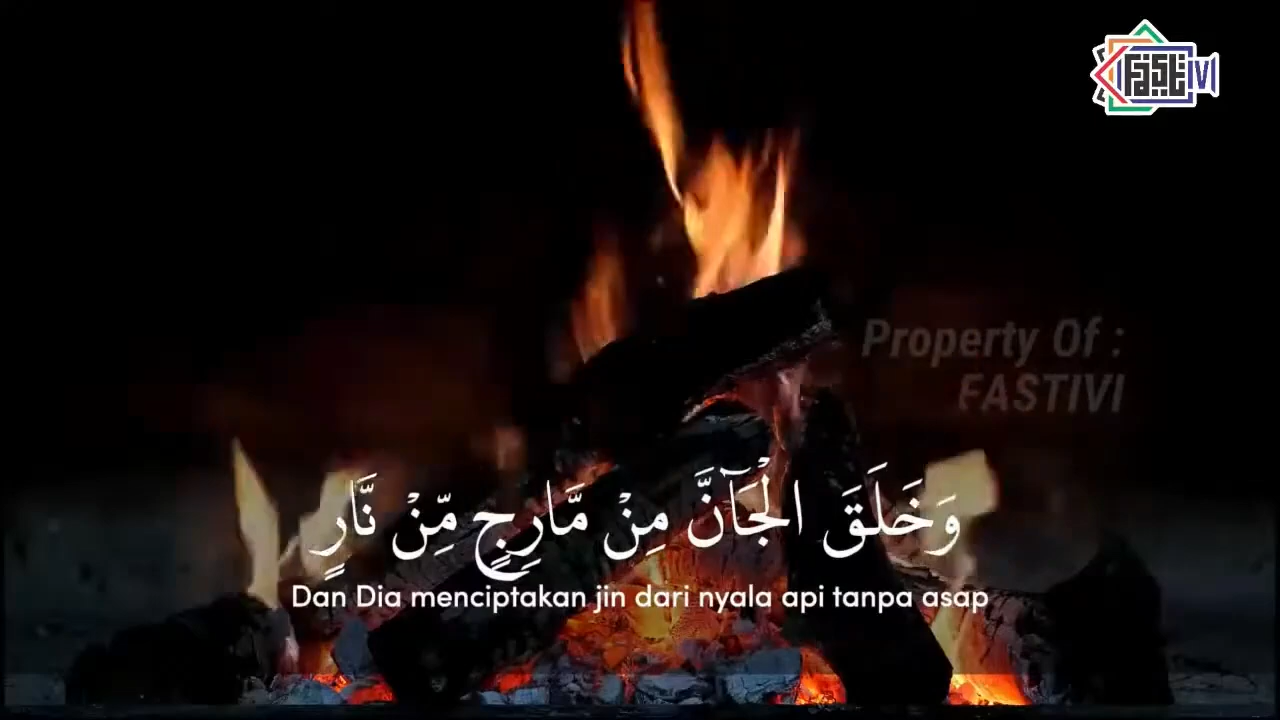 FASTIVI
Property Of :
FASTIVI
وَخَلَقَ الْجَآنَّ مِنْ مَّارِجٍ مِّنْ نَّارٍ
Dan Dia menciptakan jin dari nyala api tanpa asap